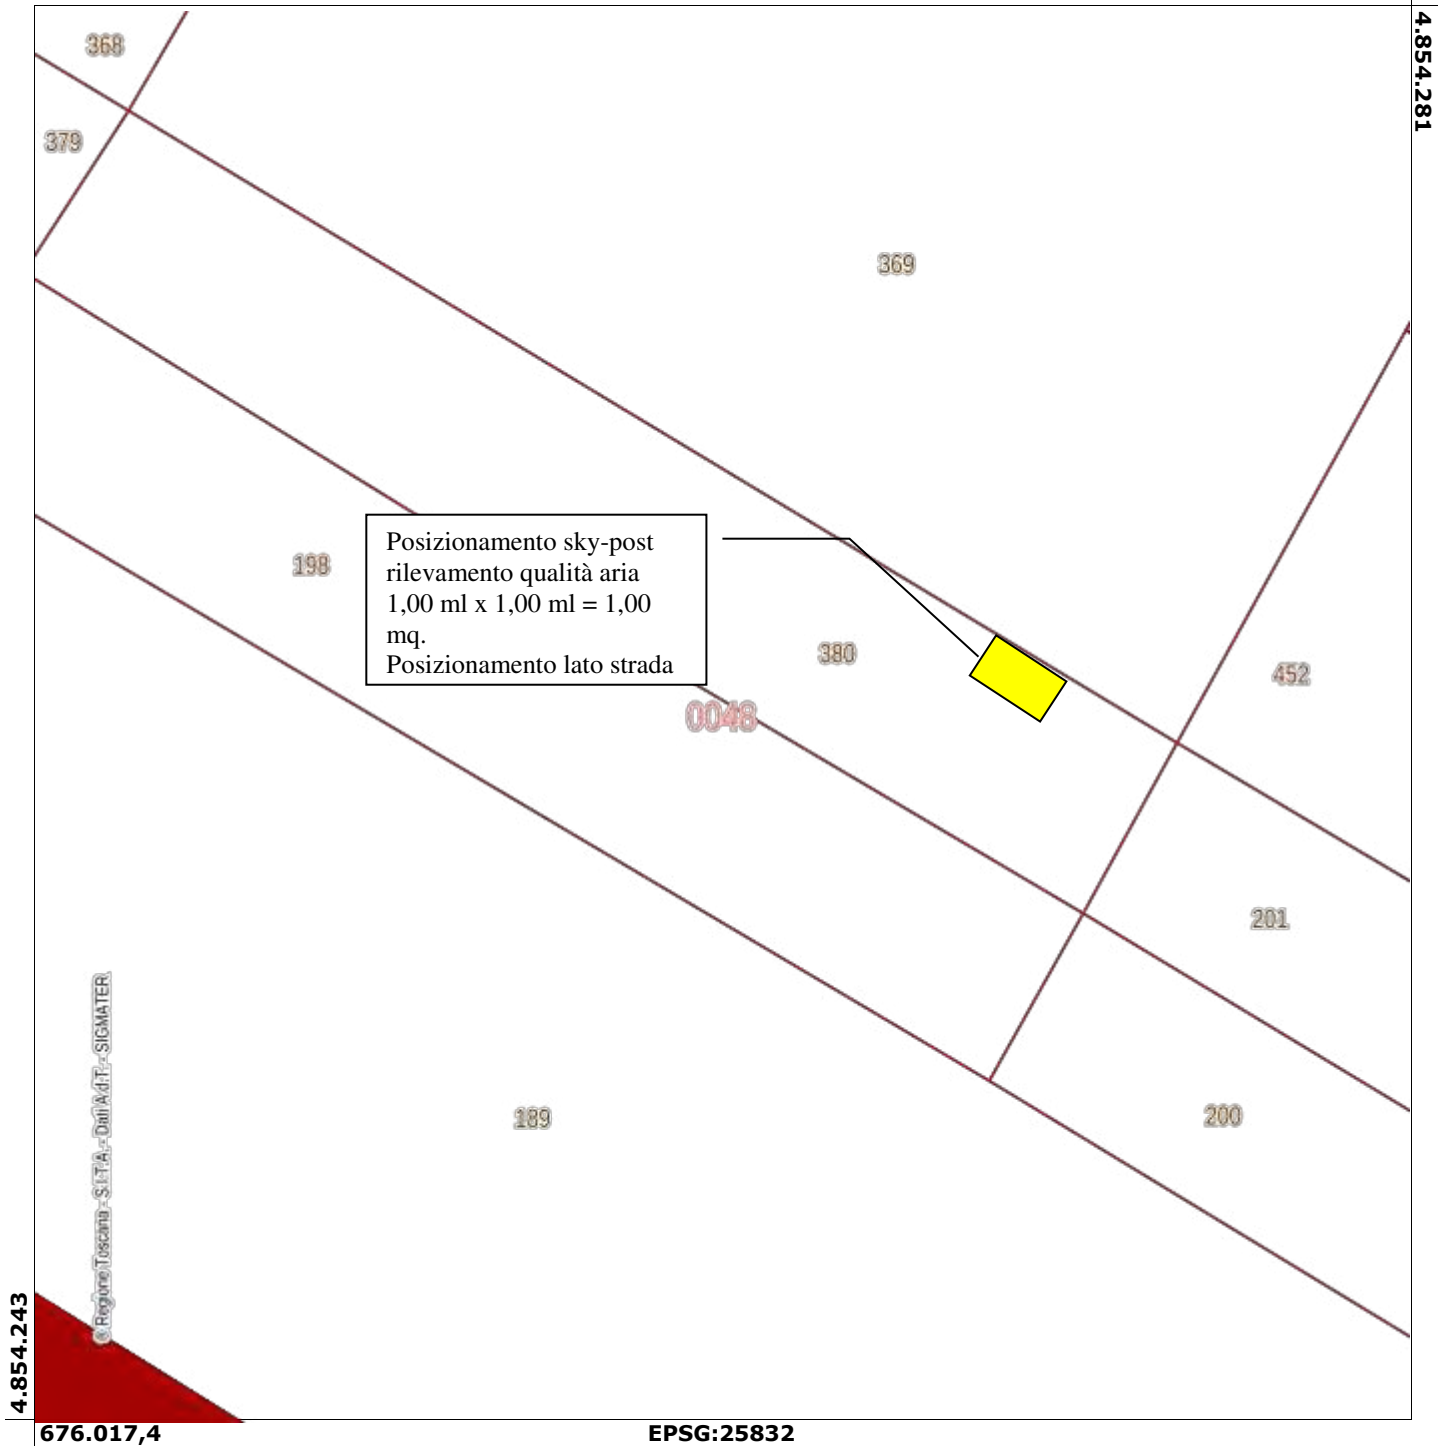 368
4.854.281
379
369
Posizionamento sky-post
rilevamento qualità aria
1,00 ml x 1,00 ml = 1,00
mq.
Posizionamento lato strada
198
380
452
0048
201
® Regione Toscana - S.I.T.A. - Dati A.d.T. - SIGMATER
189
200
4.854.243
676.017,4
EPSG:25832